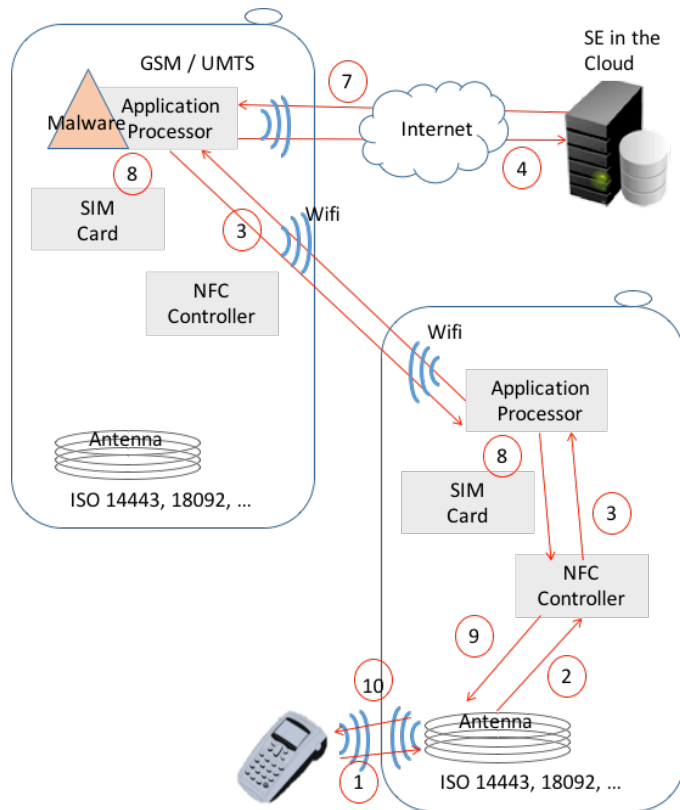 SE in the
Cloud
GSM / UMTS
7
Application
Processor
Malware
Internet
4
8
SIM
Card
3
Wifi
NFC
Controller
Antenna
ISO 14443, 18092, ...
Wifi
Application
Processor
8
SIM
Card
3
NFC
Controller
9
2
10
Antenna
1
ISO 14443, 18092, ...